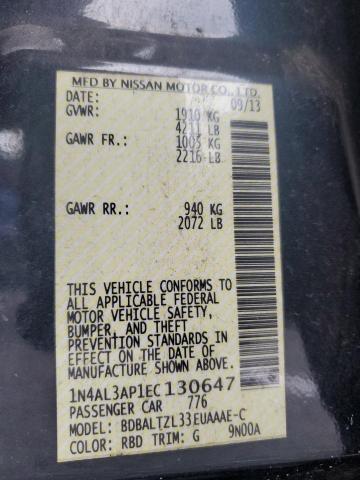 MFD BY NISSAN MOTOR CO., LTD.
DATE: 09/13
GVWR: 1910 KG
4211 LB
GAWR FR.: 1005 KG
2216 LB
GAWR RR.: 940 KG
2072 LB
THIS VEHICLE CONFORMS TO
ALL APPLICABLE FEDERAL
MOTOR VEHICLE SAFETY,
BUMPER, AND THEFT
PREVENTION STANDARDS IN
EFFECT ON THE DATE OF
MANUFACTURE SHOWN ABOVE.
1N4AL3AP1EC130647
PASSENGER CAR 776
MODEL: BDBALTZL33EUAAAE-C
COLOR: RBD TRIM: G 9N00A